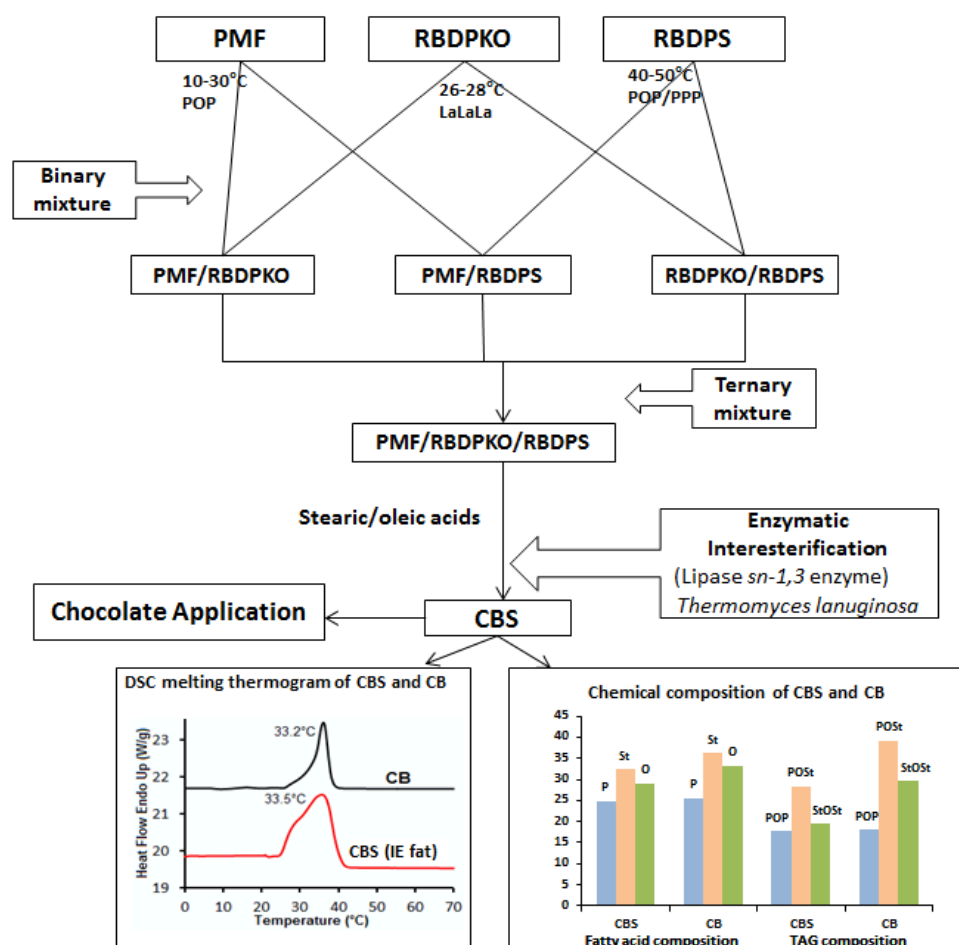 PMF
RBDPKO
RBDPS
10-30°C
POP
26-28°C
LaLaLa
40-50°C
POP/PPP
Binary
mixture
PMF/RBDPKO
PMF/RBDPS
RBDPKO/RBDPS
Ternary
mixture
PMF/RBDPKO/RBDPS
Stearic/oleic acids
Enzymatic
Interesterification
(Lipase sn-1,3 enzyme)
Thermomyces lanuginosa
Chocolate Application
CBS
DSC melting thermogram of CBS and CB
Heat Flow Endo Up (W/g)
23
22
21
20
19
33.2°C
CB
33.5°C
CBS (IE fat)
0 10 20 30 40 50 60 70
Temperature (°C)
Chemical composition of CBS and CB
45
40
35
30
25
20
15
10
5
0
P St O
P St O
POP POSt StOSt
POP POSt StOSt
CBS CB CBS CB
Fatty acid composition TAG composition